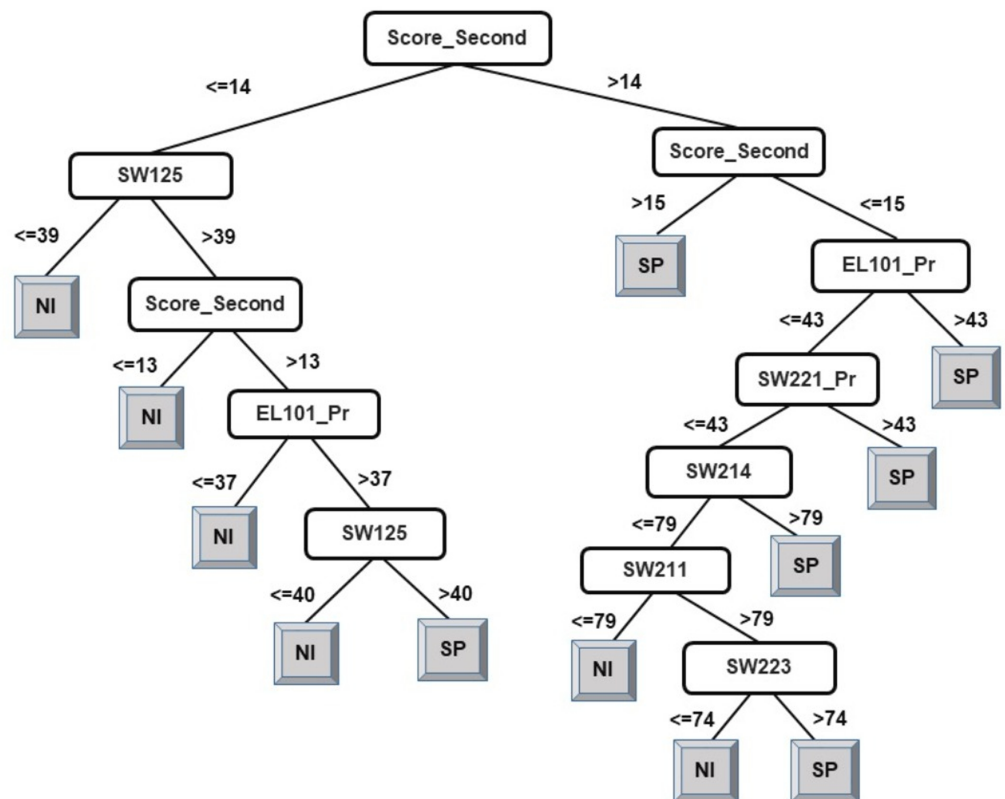 Score_Second
<=14
>14
SW125
Score_Second
<=39
>39
>15
<=15
NI
Score_Second
SP
EL101_Pr
<=13
>13
<=43
>43
NI
EL101_Pr
SW221_Pr
SP
<=37
>37
<=43
>43
NI
SW125
SW214
SP
<=40
>40
<=79
>79
NI
SP
SW211
SP
<=79
>79
NI
SW223
<=74
>74
NI
SP